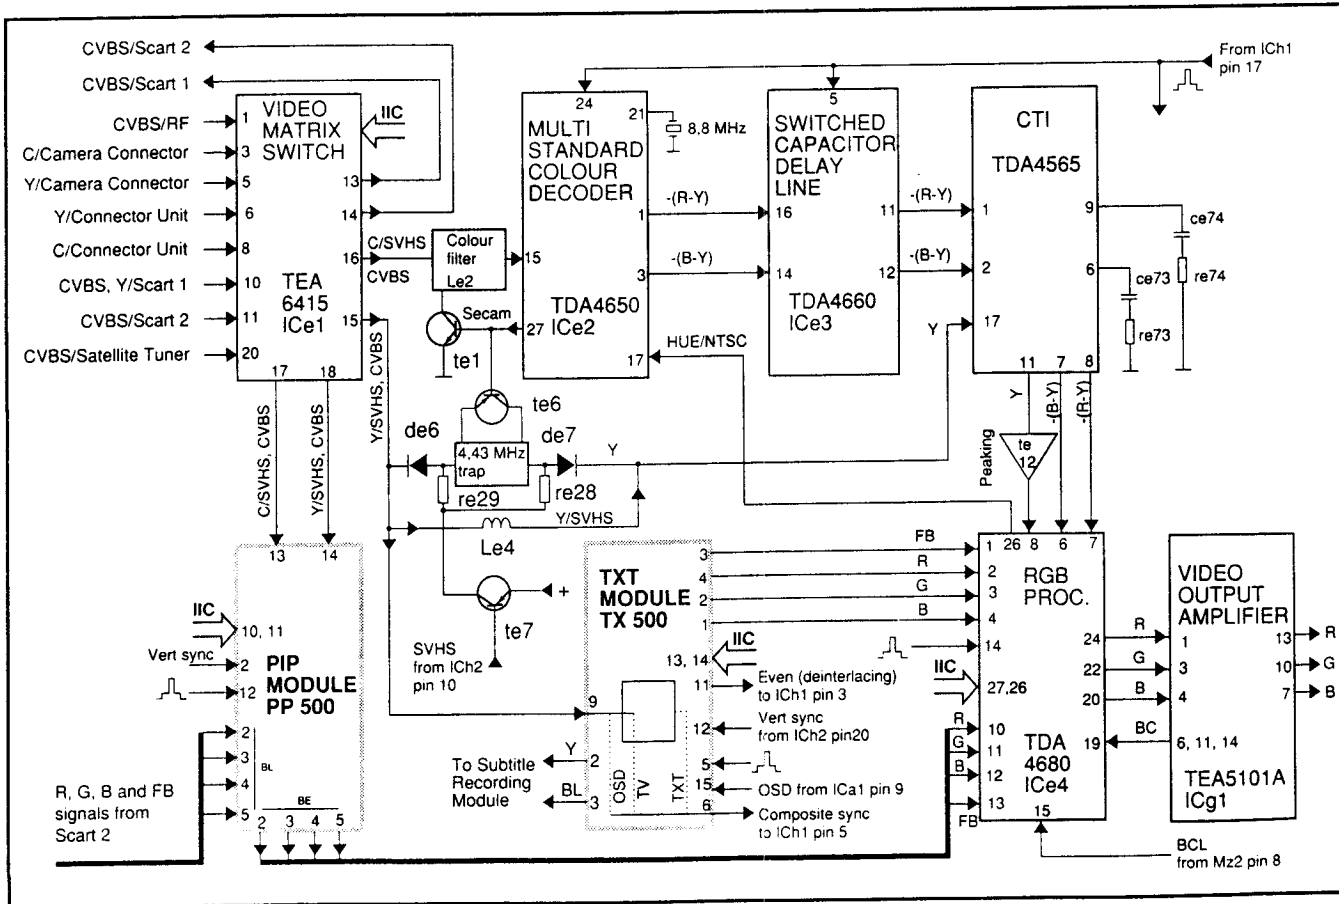 CVBS/Scart 2
CVBS/Scart 1
CVBS/RF
C/Camera Connector
Y/Camera Connector
Y/Connector Unit
C/Connector Unit
CVBS, Y/Scart 1
CVBS/Scart 2
CVBS/Satellite Tuner
1
3
5
6
8
10
11
20
VIDEO
MATRIX
SWITCH
IIC
13
14
16
15
TEA
6415
ICe1
17
18
C/SVHS
CVBS
Colour
filter
Le2
Secam
te1
24
21
8,8 MHz
MULTI
STANDARD
COLOUR
DECODER
15
1
3
TDA4650
ICe2
27
17
-(R-Y)
-(B-Y)
HUE/NTSC
5
SWITCHED
CAPACITOR
DELAY
LINE
16
14
11
12
TDA4660
ICe3
-(R-Y)
-(B-Y)
Y
From ICh1
pin 17
CTI
TDA4565
1
2
17
9
6
11
7
8
ce74
re74
ce73
re73
Y
-(B-Y)
-(R-Y)
Peaking
te
12
C/SVHS, CVBS
Y/SVHS, CVBS
Y/SVHS, CVBS
te6
de6
de7
4,43 MHz
trap
Y
re29
re28
Y/SVHS
Le4
te7
+
SVHS
from ICh2
pin 10
13
14
IIC
10, 11
Vert sync
2
12
PIP
MODULE
PP 500
2
3
4
5
BL
BE
2
3
4
5
R, G, B and FB
signals from
Scart 2
TXT
MODULE
TX 500
3
4
2
1
FB
R
G
B
IIC
13, 14
11
Even (deinterlacing)
to ICh1 pin 3
9
12
Vert sync
from ICh2 pin20
5
15
OSD from ICa1 pin 9
6
Composite sync
to ICh1 pin 5
OSD
TV
TXT
Y
2
BL
3
To Subtitle
Recording
Module
26
8
6
7
1
2
3
4
RGB
PROC.
14
IIC
27,26
R
10
G
11
B
12
FB
13
24
22
20
19
R
G
B
BC
TDA
4680
ICe4
15
BCL
from Mz2 pin 8
VIDEO
OUTPUT
AMPLIFIER
1
3
4
13
10
7
R
G
B
6, 11, 14
TEA5101A
ICg1